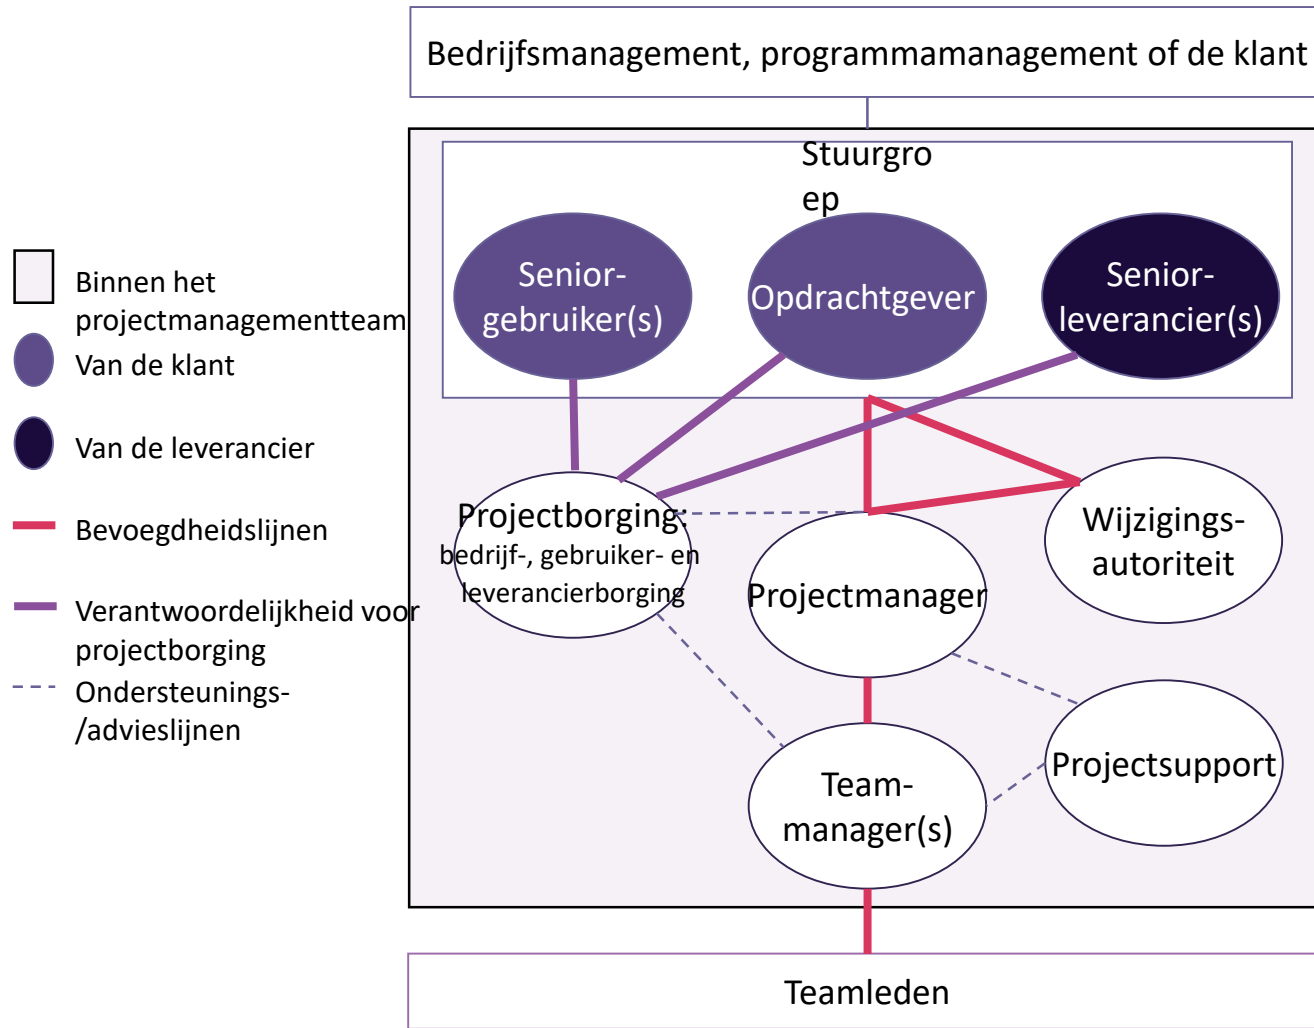 Bedrijfsmanagement, programmamanagement of de klant
Stuurgro
ep
Senior-
gebruiker(s)
Opdrachtgever
Senior-
leverancier(s)
Binnen het
projectmanagementteam
Van de klant
Van de leverancier
Bevoegdheidslijnen
Verantwoordelijkheid voor
projectborging
Ondersteunings-
/advieslijnen
Projectborging:
bedrijf-, gebruiker- en
leverancierborging
Projectmanager
Wijzigings-
autoriteit
Projectsupport
Team-
manager(s)
Teamleden